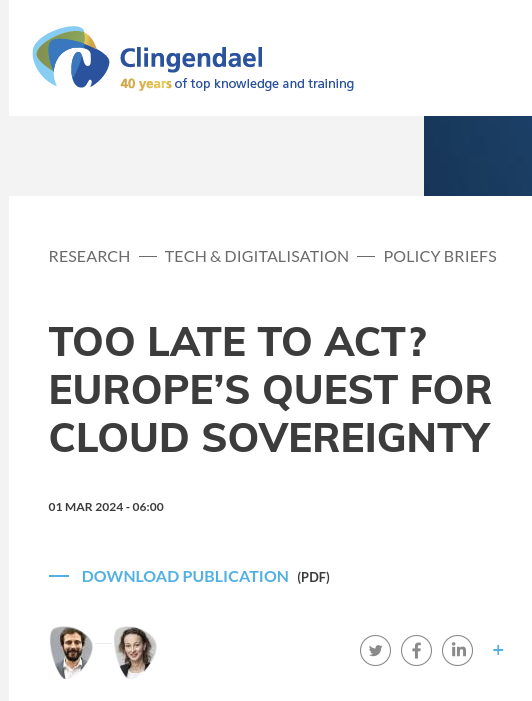 Clingendael
40 years of top knowledge and training
RESEARCH — TECH & DIGITALISATION — POLICY BRIEFS
TOO LATE TO ACT?
EUROPE’S QUEST FOR
CLOUD SOVEREIGNTY
01 MAR 2024 - 06:00
— DOWNLOAD PUBLICATION (PDF)